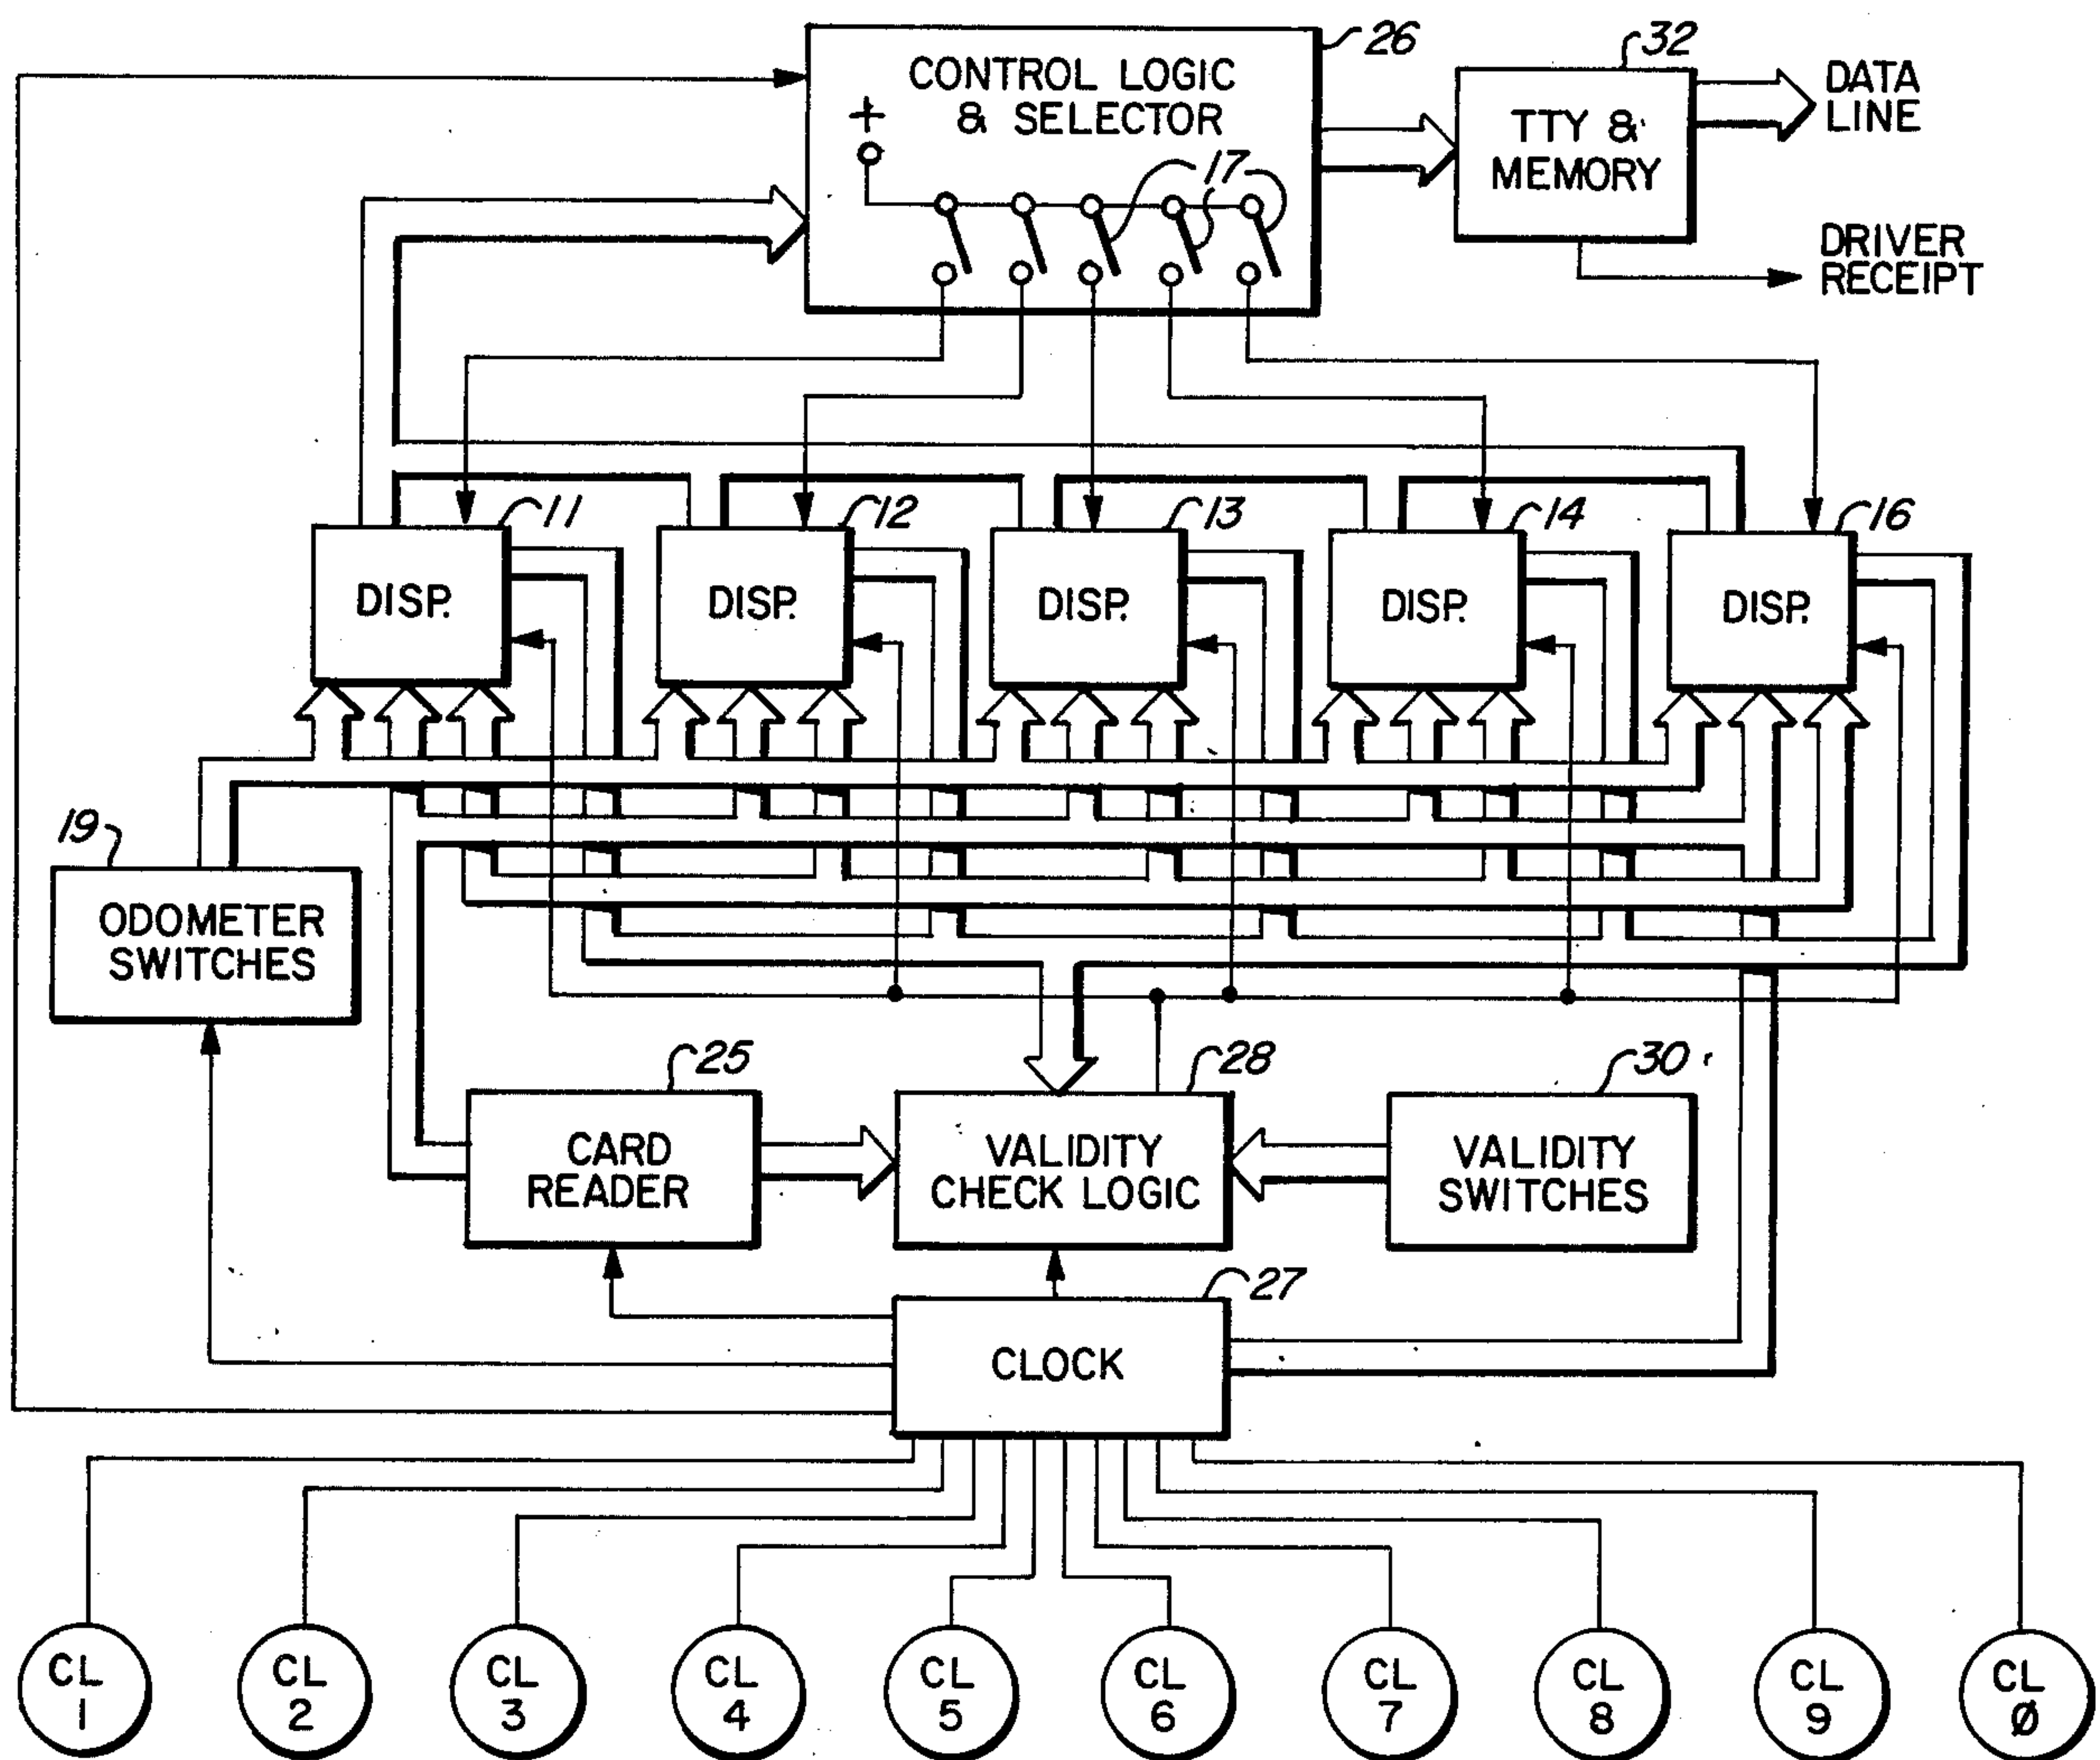 26
32
CONTROL LOGIC
& SELECTOR
+
17
TTY &
MEMORY
DATA
LINE
DRIVER
RECEIPT
11
12
13
14
16
DISP.
DISP.
DISP.
DISP.
DISP.
19
ODOMETER
SWITCHES
25
28
30
CARD
READER
VALIDITY
CHECK LOGIC
VALIDITY
SWITCHES
27
CLOCK
CL
1
CL
2
CL
3
CL
4
CL
5
CL
6
CL
7
CL
8
CL
9
CL
Ø